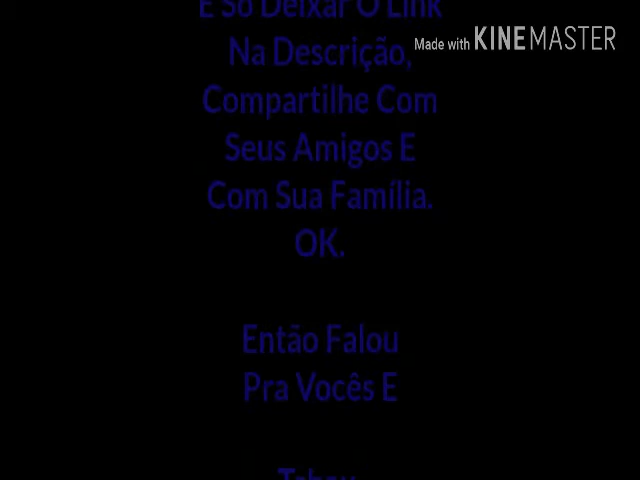 É Só Deixar O Link
Made with KINEMASTER
Na Descrição,
Compartilhe Com
Seus Amigos E
Com Sua Família.
OK.
Então Falou
Pra Vocês E